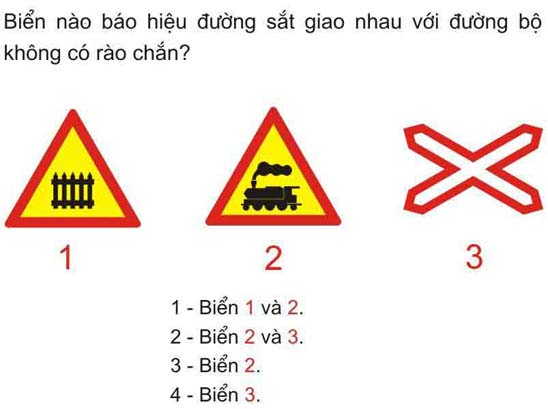 Biển nào báo hiệu đường sắt giao nhau với đường bộ
không có rào chắn?
1 2 3
1 - Biển 1 và 2.
2 - Biển 2 và 3.
3 - Biển 2.
4 - Biển 3.